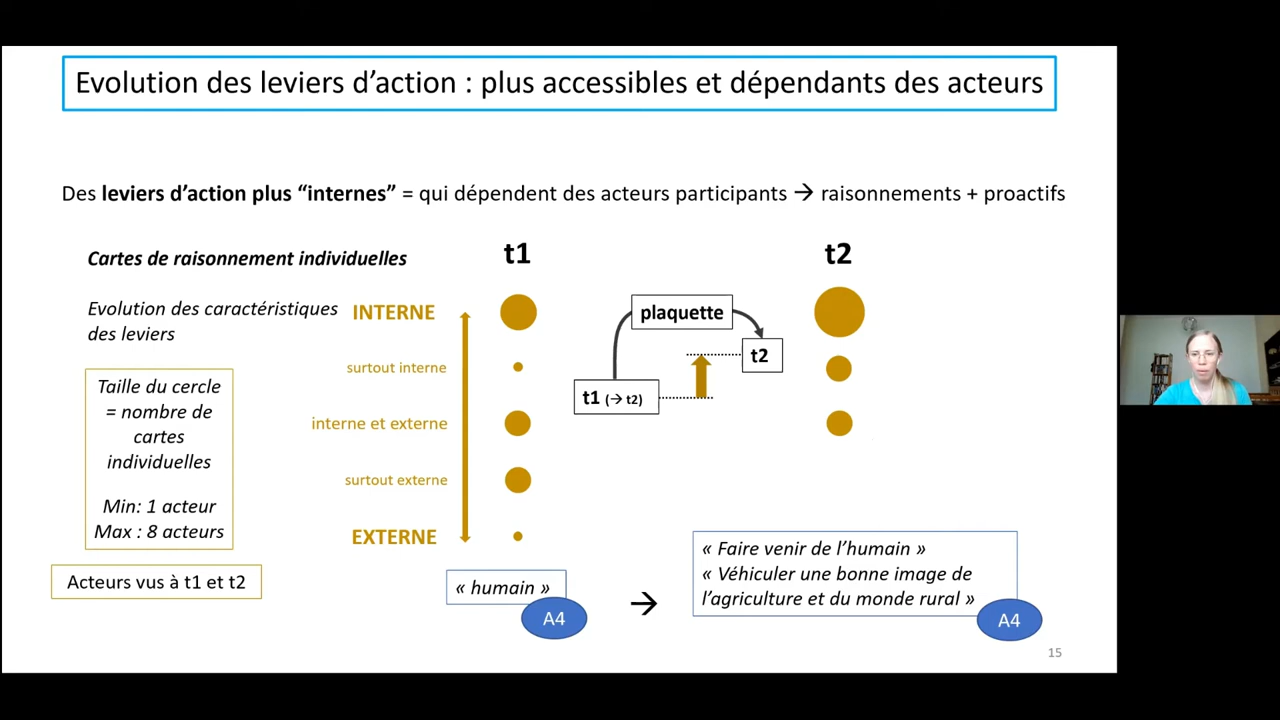 Evolution des leviers d’action : plus accessibles et dépendants des acteurs
Des leviers d’action plus “internes” = qui dépendent des acteurs participants → raisonnements + proactifs
Cartes de raisonnement individuelles
t1
t2
Evolution des caractéristiques
des leviers
INTERNE
surtout interne
interne et externe
surtout externe
EXTERNE
plaquette
t2
t1 (→ t2)
Taille du cercle
= nombre de
cartes
individuelles
Min: 1 acteur
Max : 8 acteurs
Acteurs vus à t1 et t2
« humain »
A4
→
« Faire venir de l’humain »
« Véhiculer une bonne image de
l’agriculture et du monde rural »
A4
15